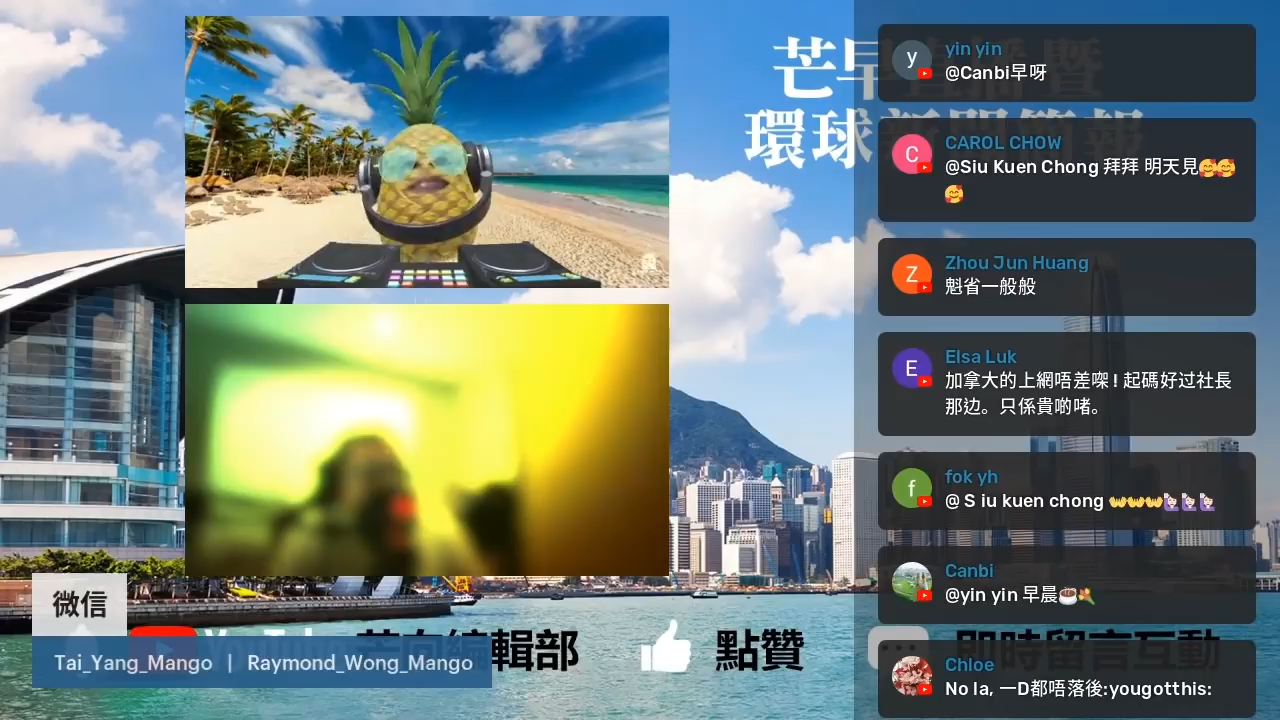 芒早
環球
yin yin
@Canbi早呀
CAROL CHOW
@Siu Kuen Chong 拜拜 明天見🥰🥰
🥰
Zhou Jun Huang
魁省一般般
Elsa Luk
加拿大的上網唔差㗎！起碼好过社長
那边。只係貴啲啫。
fok yh
@ S iu kuen chong 👐👐👐🙋🏻‍♀️🙋🏻‍♀️🙋🏻‍♀️
Canbi
@yin yin 早晨☕💐
Chloe
No la, 一D都唔落後:yougotthis:
微信
Tai_Yang_Mango | Raymond_Wong_Mango
編輯部
點贊
即時留言互動